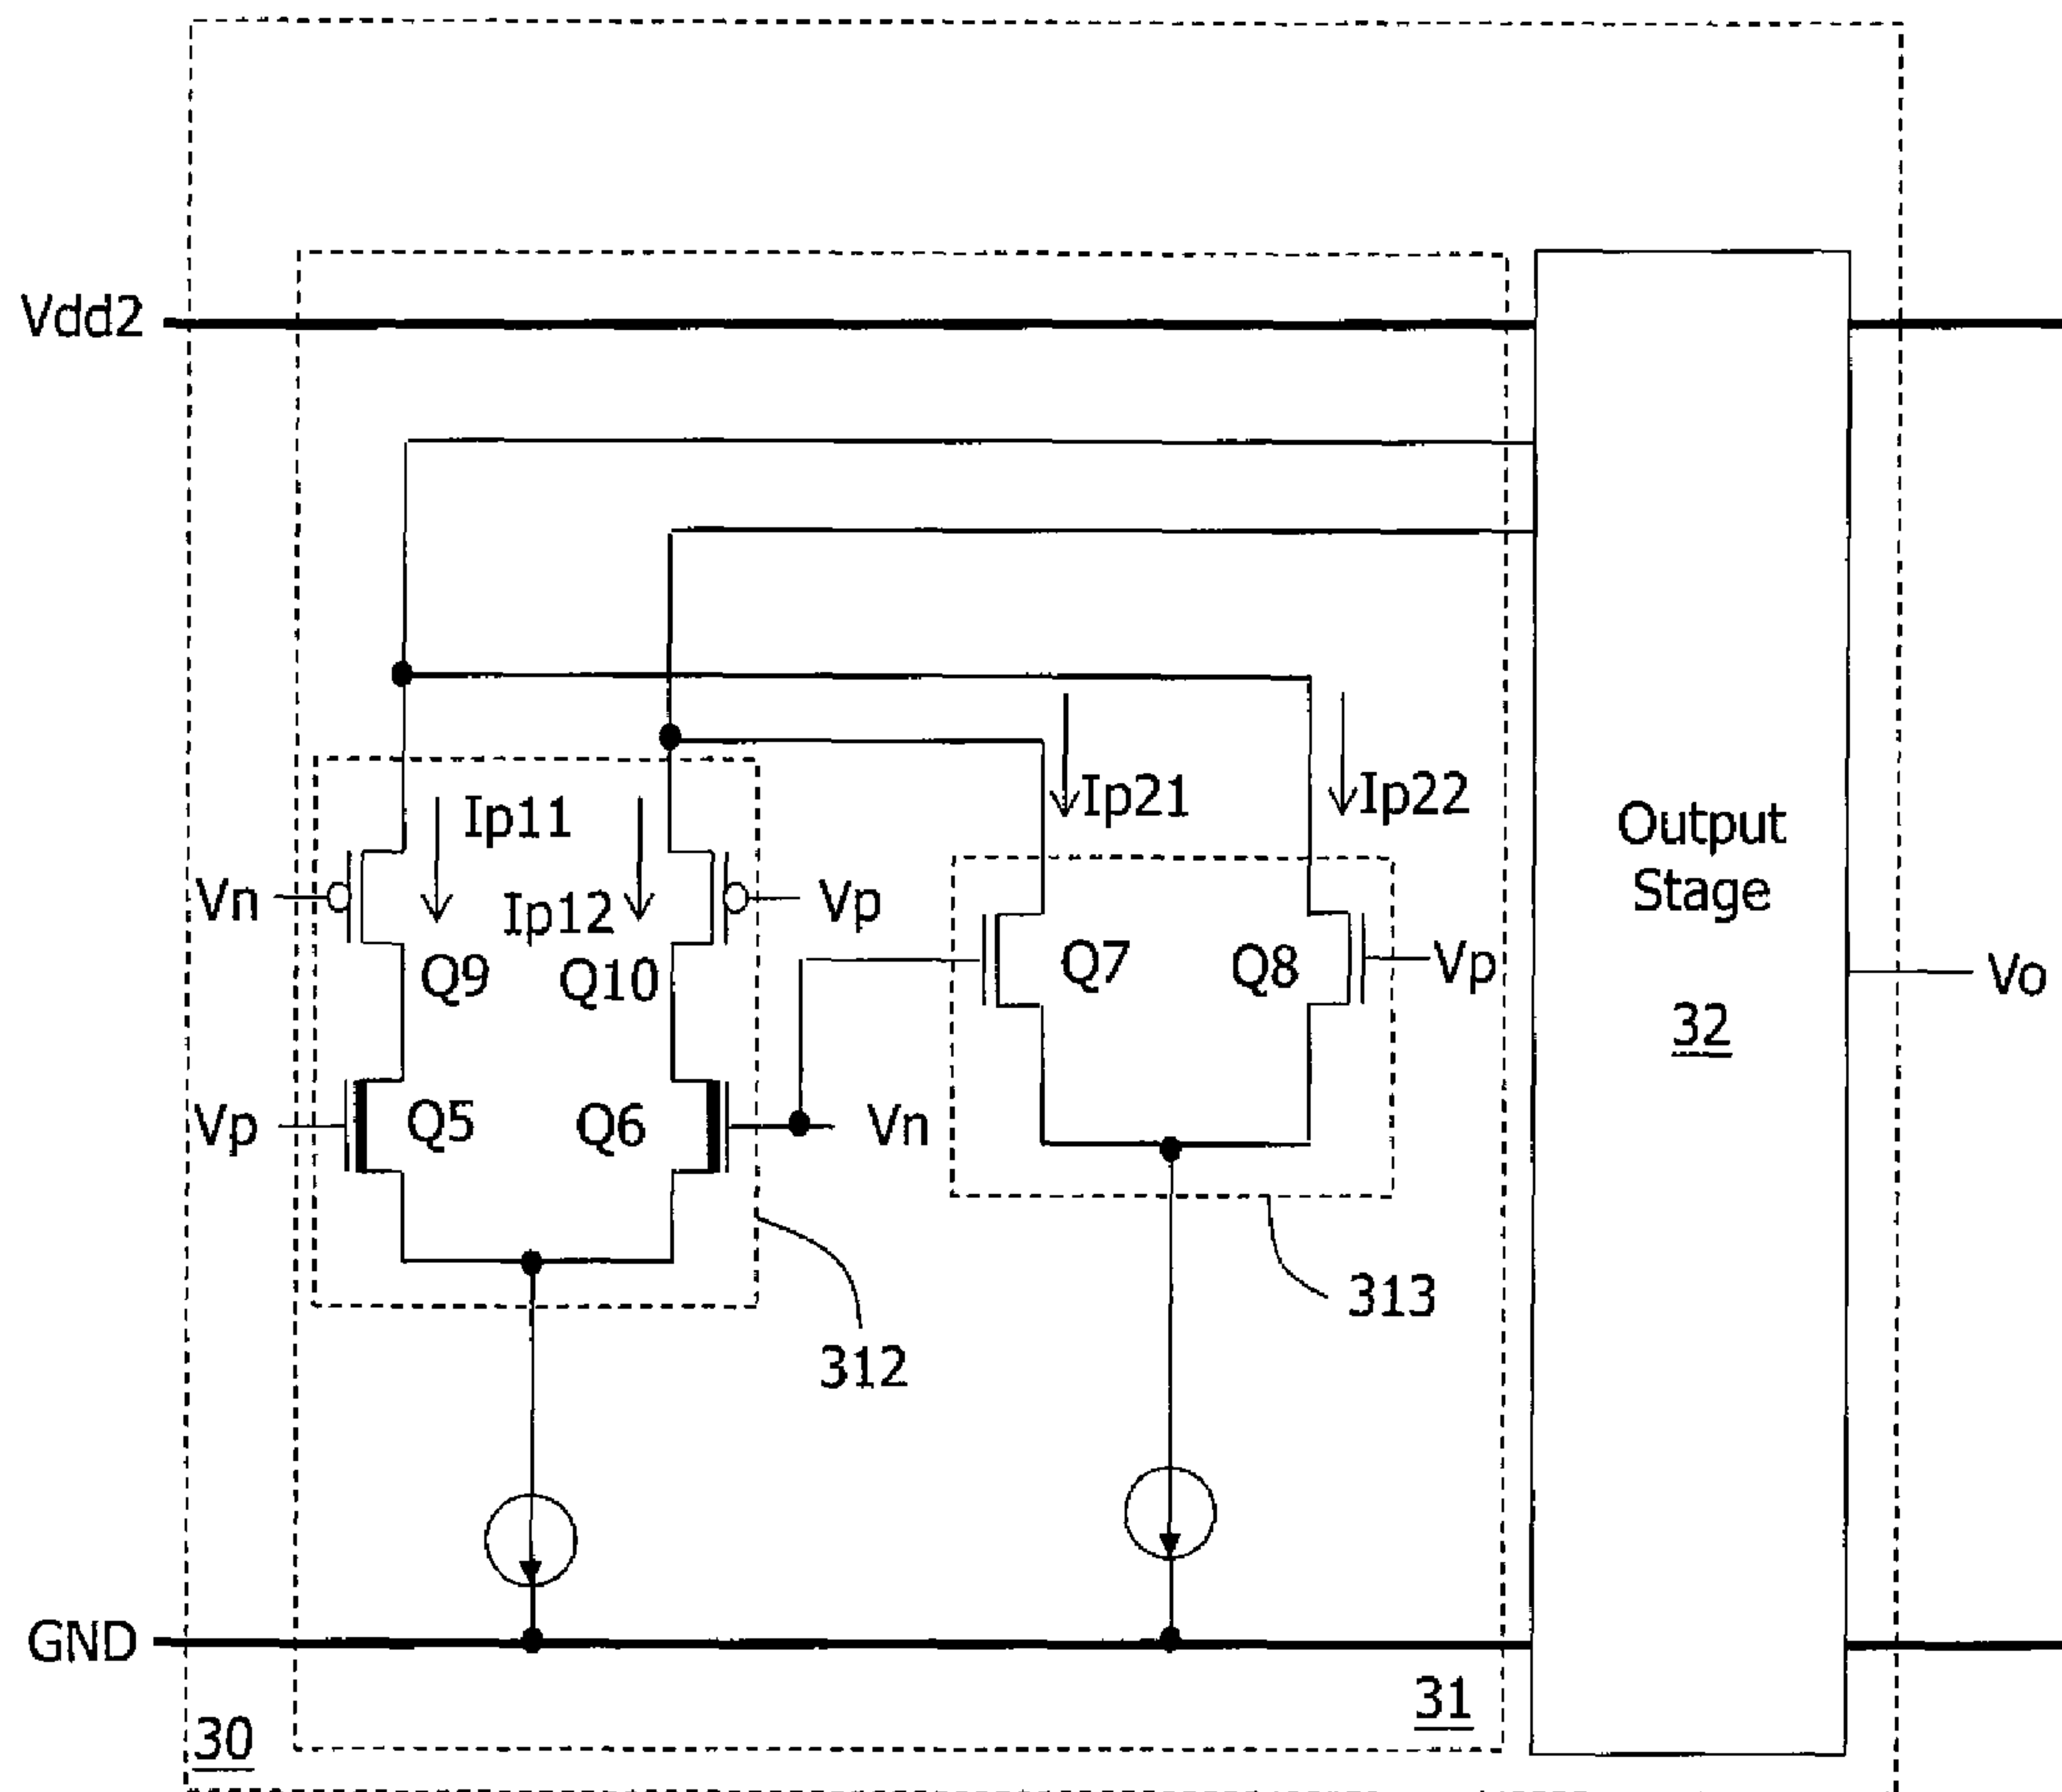 Vdd2
Ip11
Ip21
Ip22
Output
Stage
Vn
Ip12
Vp
Q9
Q10
Q7
Q8
Vp
Vo
32
Vp
Q5
Q6
Vn
313
312
GND
31
30